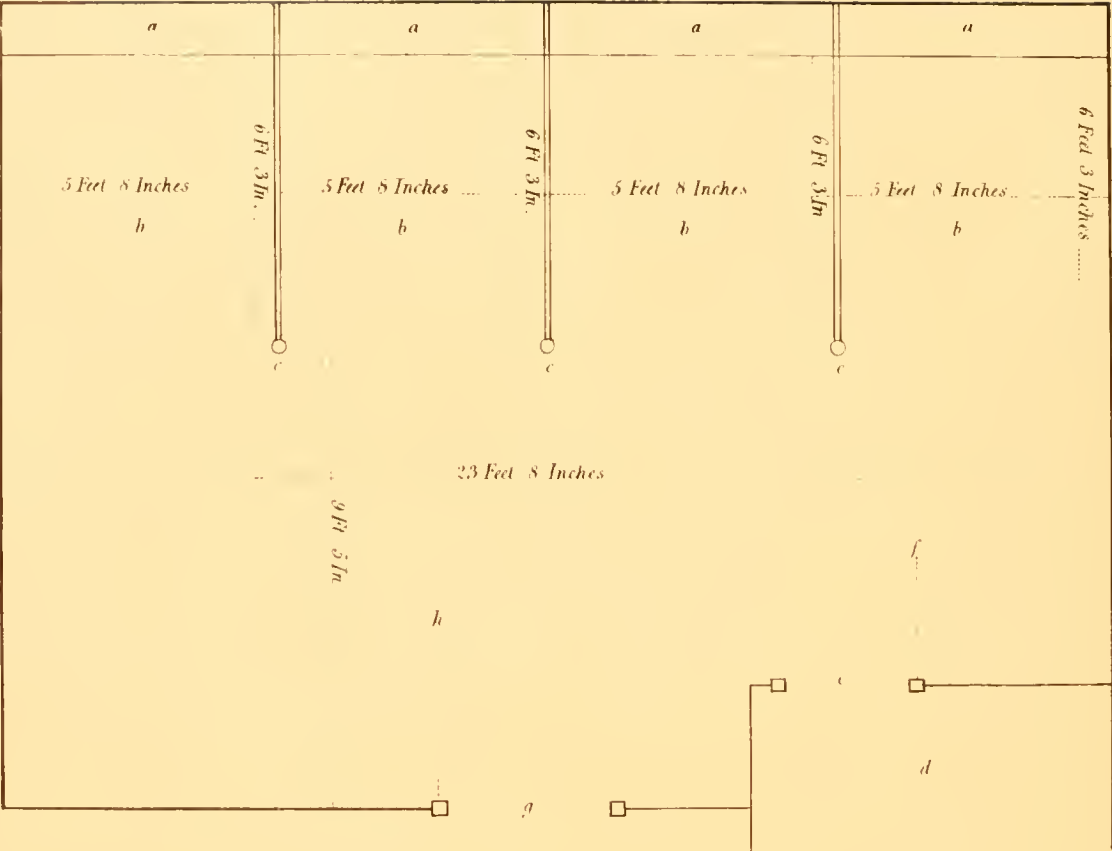 a a a a
6 Ft 3 In. 6 Ft 3 In. 6 Ft 3 In 6 Feet 3 Inches
5 Feet 8 Inches 5 Feet 8 Inches 5 Feet 8 Inches 5 Feet 8 Inches
b b b b
c c c
23 Feet 8 Inches
9 Ft 5 In
f
h
e
d
g